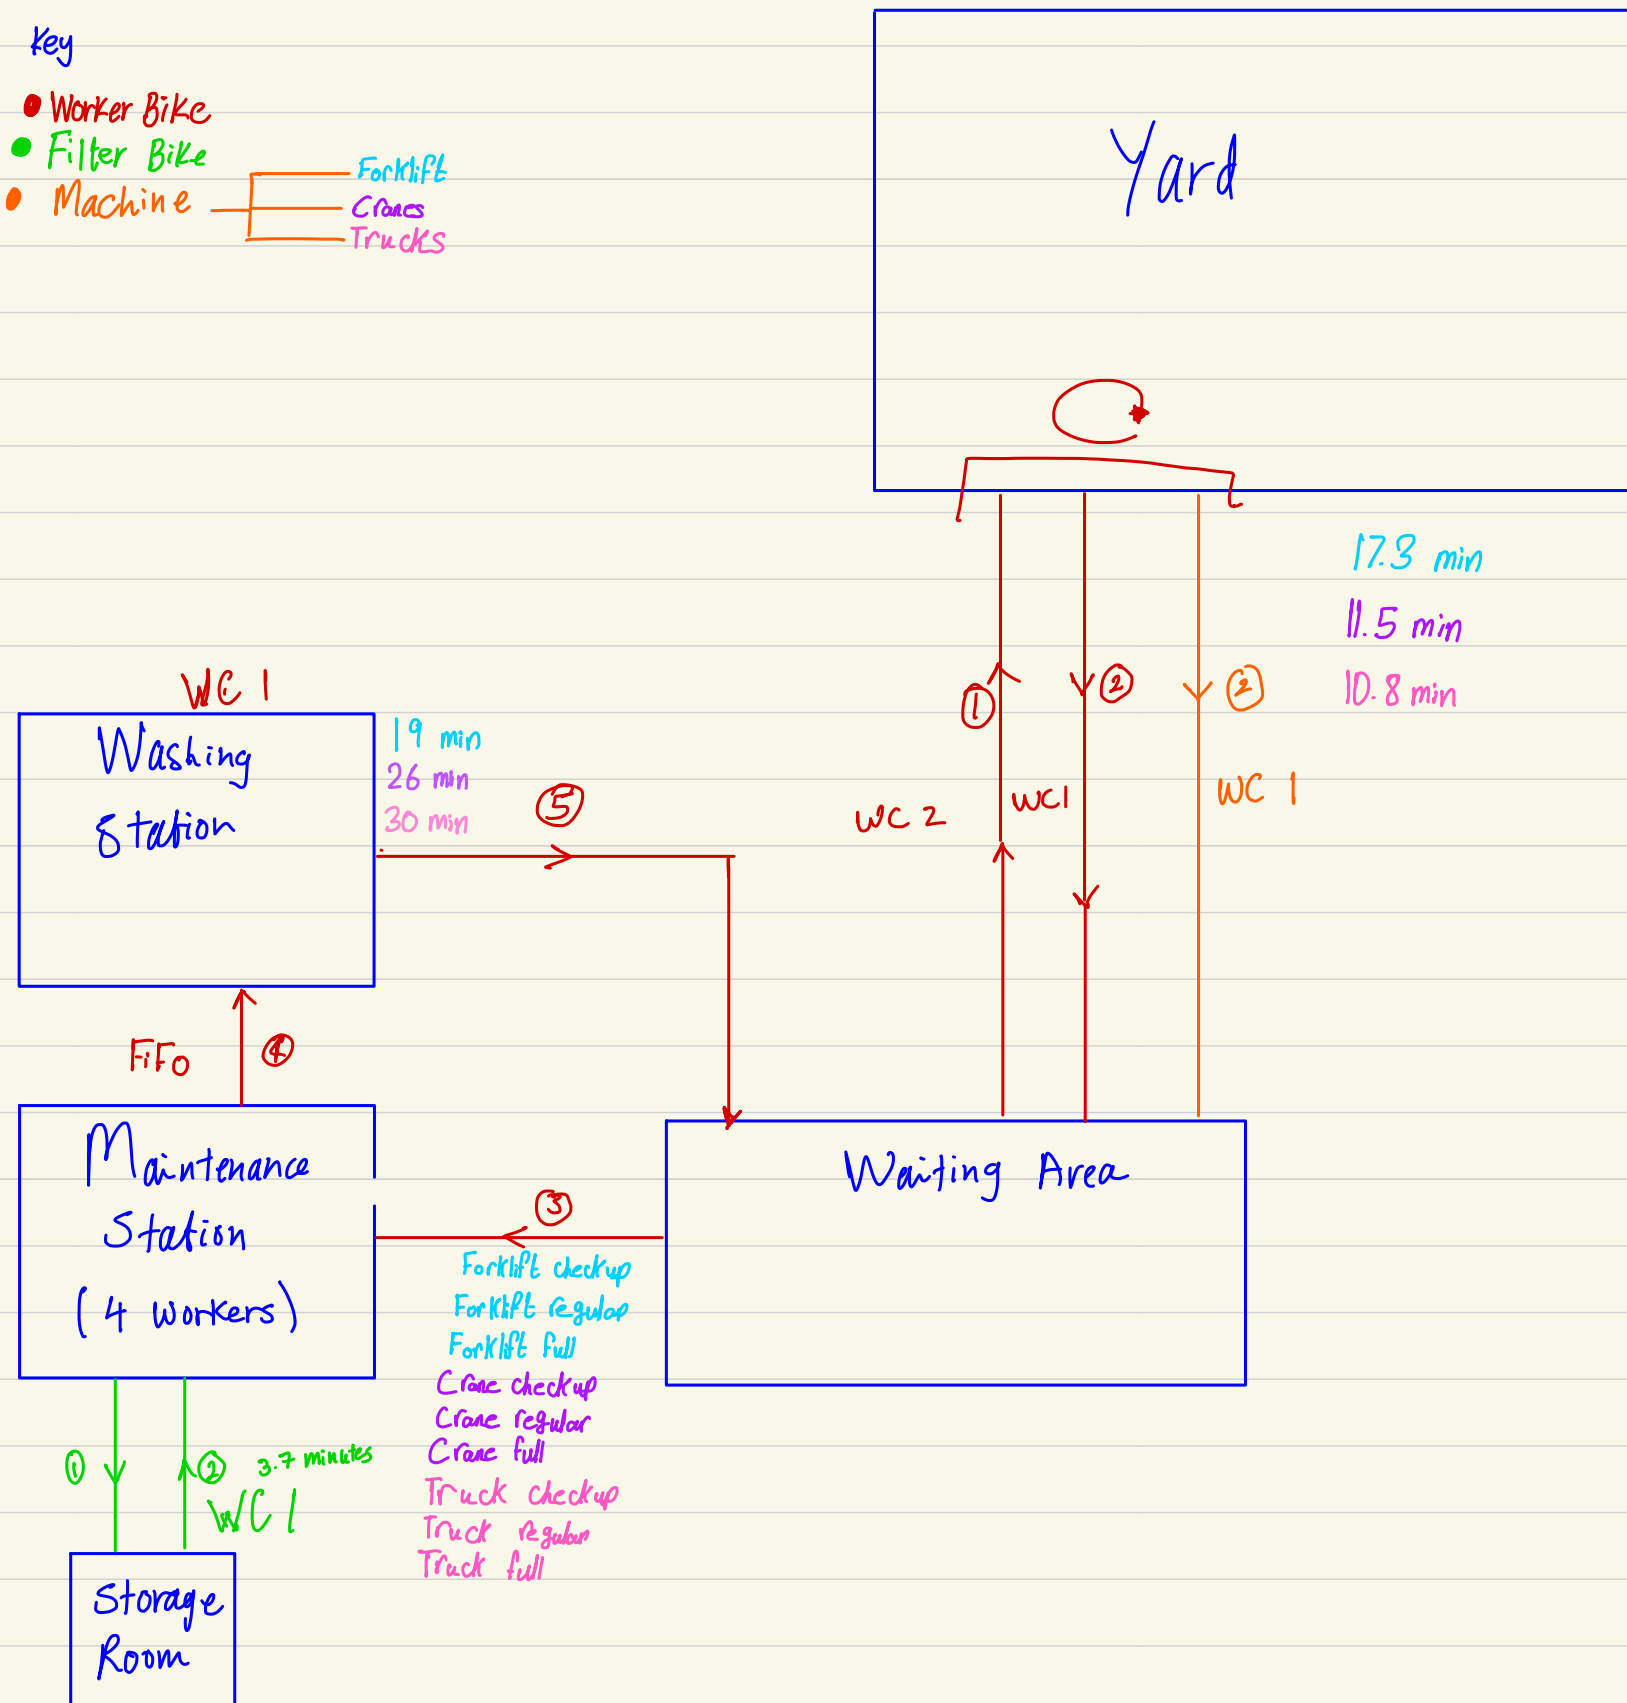 Key
Worker Bike
Filter Bike
Machine
Forklift
Cranes
Trucks
Yard
17.3 min
11.5 min
10.8 min
①
②
②
WC 2
WC1
WC 1
WC 1
Washing
Station
19 min
26 min
30 min
⑤
FiFo
④
Maintenance
Station
(4 workers)
Waiting Area
③
Forklift checkup
Forklift regular
Forklift full
Crane checkup
Crane regular
Crane full
Truck checkup
Truck regular
Truck full
①
②
3.7 minutes
WC 1
Storage
Room